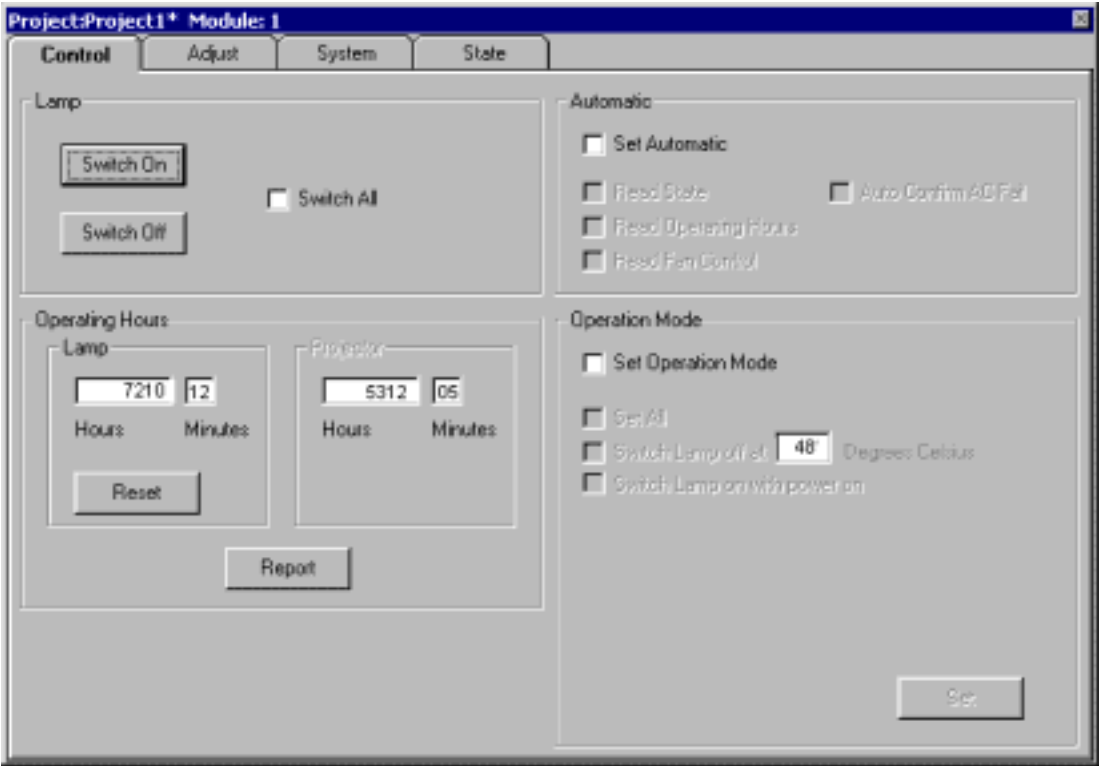 Project:Project1* Module: 1
Control Adjust System State
Lamp
Switch On
Switch All
Switch Off
Automatic
Set Automatic
Read State Auto Confirm AC Fail
Read Operating Hours
Read Fan Control
Operating Hours
Lamp
7210 12
Hours Minutes
Reset
Projector
5312 05
Hours Minutes
Report
Operation Mode
Set Operation Mode
Set All
Switch Lamp off at 48° Degrees Celsius
Switch Lamp on with power on
Set